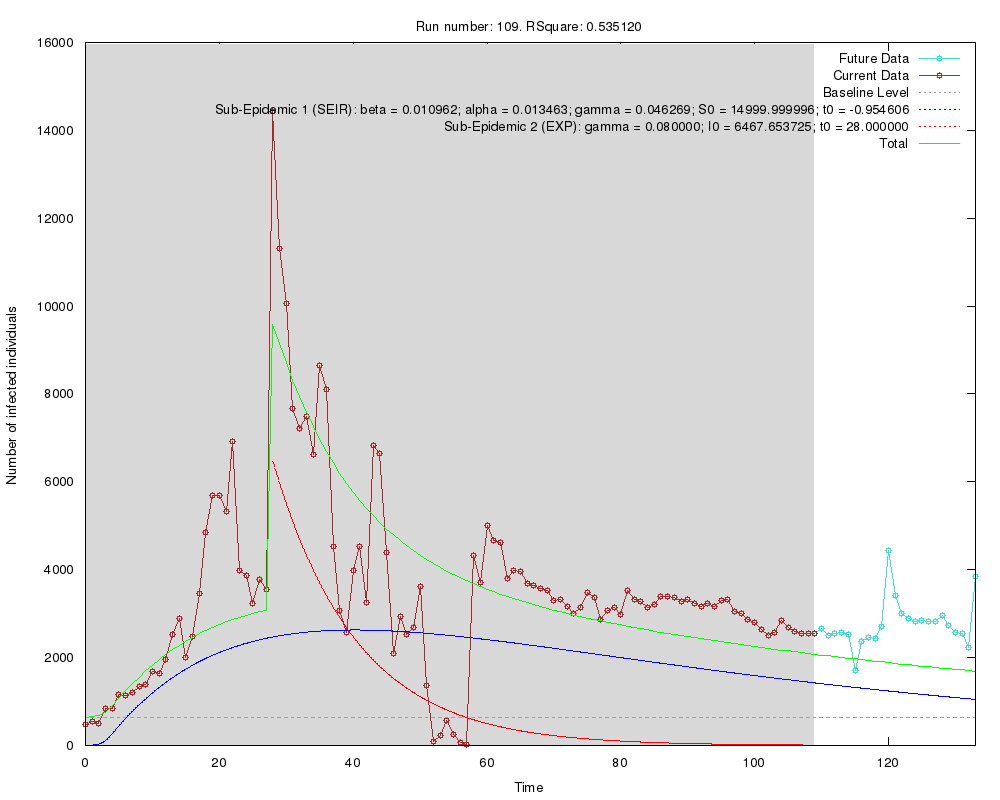 Run number: 109. RSquare: 0.535120
16000
14000
12000
10000
8000
6000
4000
2000
0
Number of infected individuals
Future Data
Current Data
Baseline Level
Sub-Epidemic 1 (SEIR): beta = 0.010962; alpha = 0.013463; gamma = 0.046269; S0 = 14999.999996; t0 = -0.954606
Sub-Epidemic 2 (EXP): gamma = 0.080000; I0 = 6467.653725; t0 = 28.000000
Total
0 20 40 60 80 100 120
Time